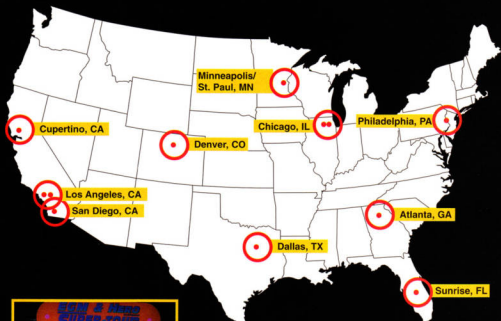 Minneapolis/
St. Paul, MN
Cupertino, CA
Chicago, IL
Philadelphia, PA
Denver, CO
Los Angeles, CA
San Diego, CA
Atlanta, GA
Dallas, TX
Sunrise, FL